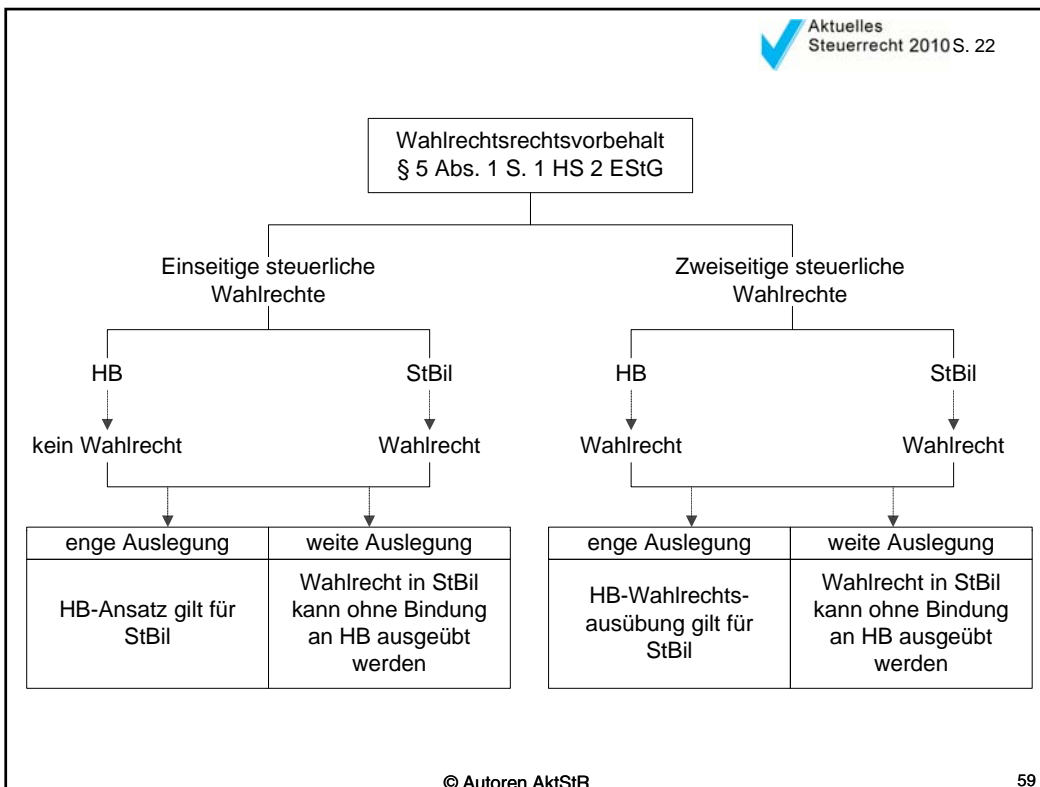 Aktuelles
Steuerrecht 2010 S. 22
Wahlrechtsrechtsvorbehalt
§ 5 Abs. 1 S. 1 HS 2 EStG
Einseitige steuerliche
Wahlrechte
Zweiseitige steuerliche
Wahlrechte
HB
StBil
HB
StBil
kein Wahlrecht
Wahlrecht
Wahlrecht
Wahlrecht
enge Auslegung
weite Auslegung
HB-Ansatz gilt für
StBil
Wahlrecht in StBil
kann ohne Bindung
an HB ausgeübt
werden
enge Auslegung
weite Auslegung
HB-Wahlrechts-
ausübung gilt für
StBil
Wahlrecht in StBil
kann ohne Bindung
an HB ausgeübt
werden
© Autoren AktStR
59